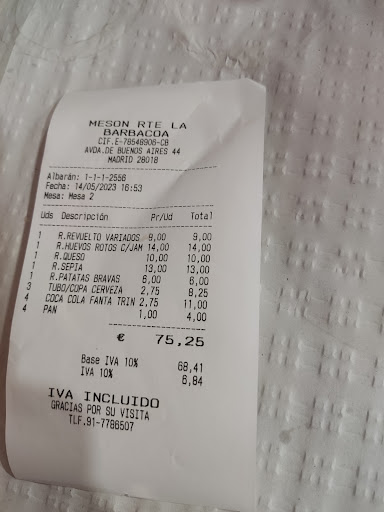 MESON RTE LA
BARBACOA
CIF.E-78548908-CB
AVDA.DE BUENOS AIRES 44
MADRID 28018
Albarán: 1-1-1-2556
Fecha: 14/05/2023 16:53
Mesa: Mesa 2
Uds Descripción Pr/Ud Total
1 R.REVUELTO VARIADOS 9,00 9,00
1 R.HUEVOS ROTOS C/JAM 14,00 14,00
1 R.QUESO 10,00 10,00
1 R.SEPIA 13,00 13,00
1 R.PATATAS BRAVAS 6,00 6,00
3 TUBO/COPA CERVEZA 2,75 8,25
4 COCA COLA FANTA TRIN 2,75 11,00
4 PAN 1,00 4,00
€ 75,25
Base IVA 10% 68,41
IVA 10% 6,84
IVA INCLUIDO
GRACIAS POR SU VISITA
TLF.91-7786507